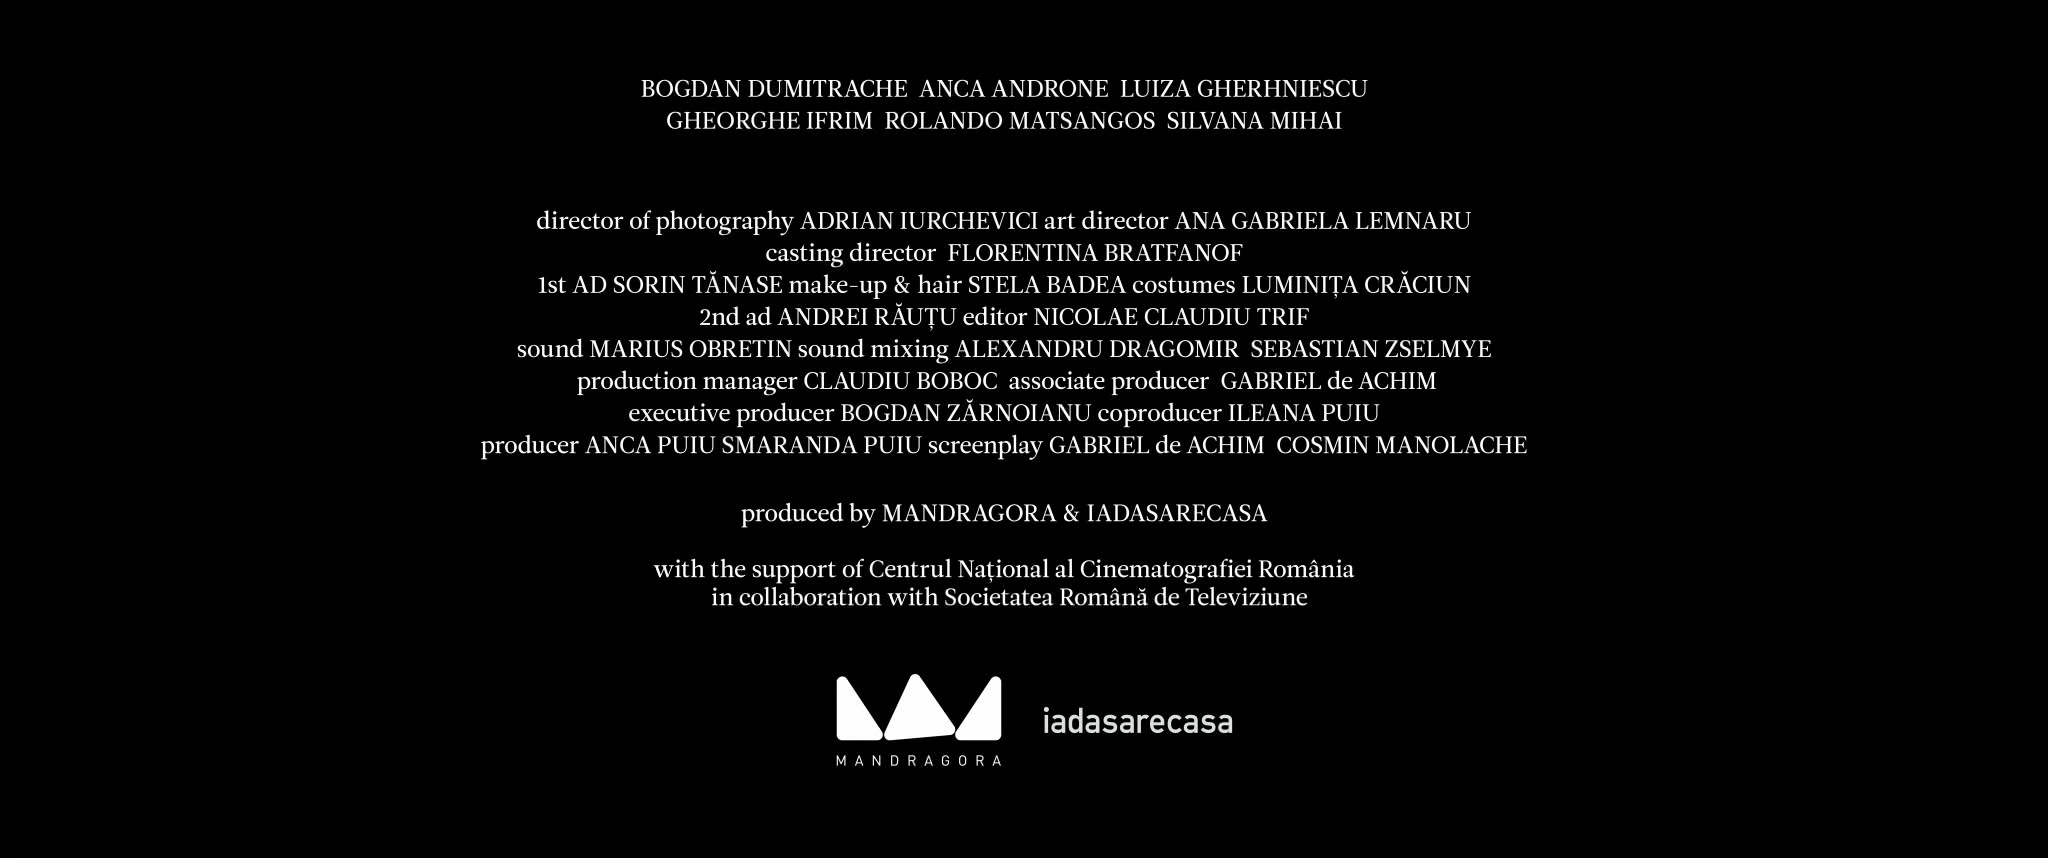 BOGDAN DUMITRACHE ANCA ANDRONE LUIZA GHERHNIESCU
GHEORGHE IFRIM ROLANDO MATSANGOS SILVANA MIHAI
director of photography ADRIAN IURCHEVICI art director ANA GABRIELA LEMNARU
casting director FLORENTINA BRATFANOF
1st AD SORIN TĂNASE make-up & hair STELA BADEA costumes LUMINIȚA CRĂCIUN
2nd ad ANDREI RĂUȚU editor NICOLAE CLAUDIU TRIF
sound MARIUS OBRETIN sound mixing ALEXANDRU DRAGOMIR SEBASTIAN ZSELMYE
production manager CLAUDIU BOBOC associate producer GABRIEL de ACHIM
executive producer BOGDAN ZĂRNOIANU coproducer ILEANA PUIU
producer ANCA PUIU SMARANDA PUIU screenplay GABRIEL de ACHIM COSMIN MANOLACHE
produced by MANDRAGORA & IADASARECASA
with the support of Centrul Național al Cinematografiei România
in collaboration with Societatea Română de Televiziune
MANDRAGORA
iadasarecasa